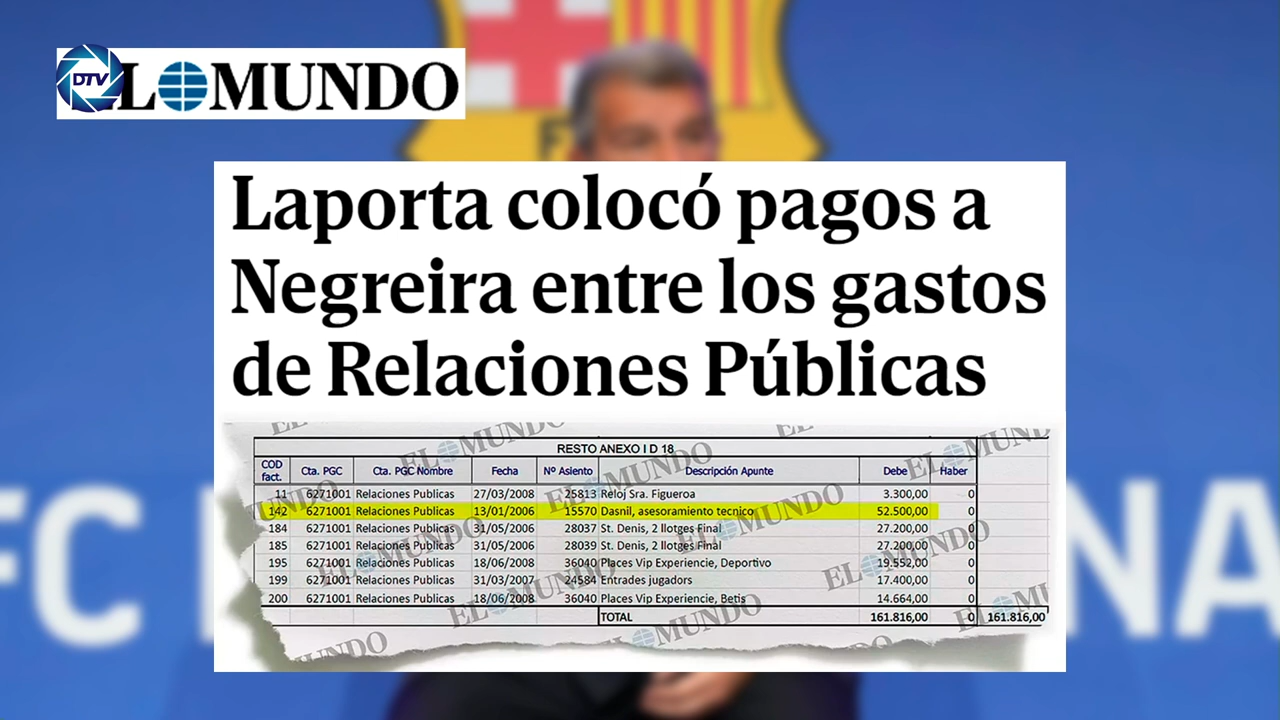 DTV
EL MUNDO
Laporta colocó pagos a
Negreira entre los gastos
de Relaciones Públicas
RESTO ANEXO I D 18
COD fact. Cta. PGC Cta. PGC Nombre Fecha Nº Asiento Descripción Apunte Debe Haber
11 6271001 Relaciones Publicas 27/03/2008 25813 Reloj Sra. Figueroa 3.300,00 0
142 6271001 Relaciones Publicas 13/01/2006 15570 Dasnil, asesoramiento tecnico 52.500,00 0
184 6271001 Relaciones Publicas 31/05/2006 28037 St. Denis, 2 llotges Final 27.200,00 0
185 6271001 Relaciones Publicas 31/05/2006 28039 St. Denis, 2 llotges Final 27.200,00 0
195 6271001 Relaciones Publicas 18/06/2008 36040 Places Vip Experience, Deportivo 19.552,00 0
199 6271001 Relaciones Publicas 31/03/2007 24584 Entrades jugadors 17.400,00 0
200 6271001 Relaciones Publicas 18/06/2008 36040 Places Vip Experience, Betis 14.664,00 0
TOTAL 161.816,00 0 161.816,00